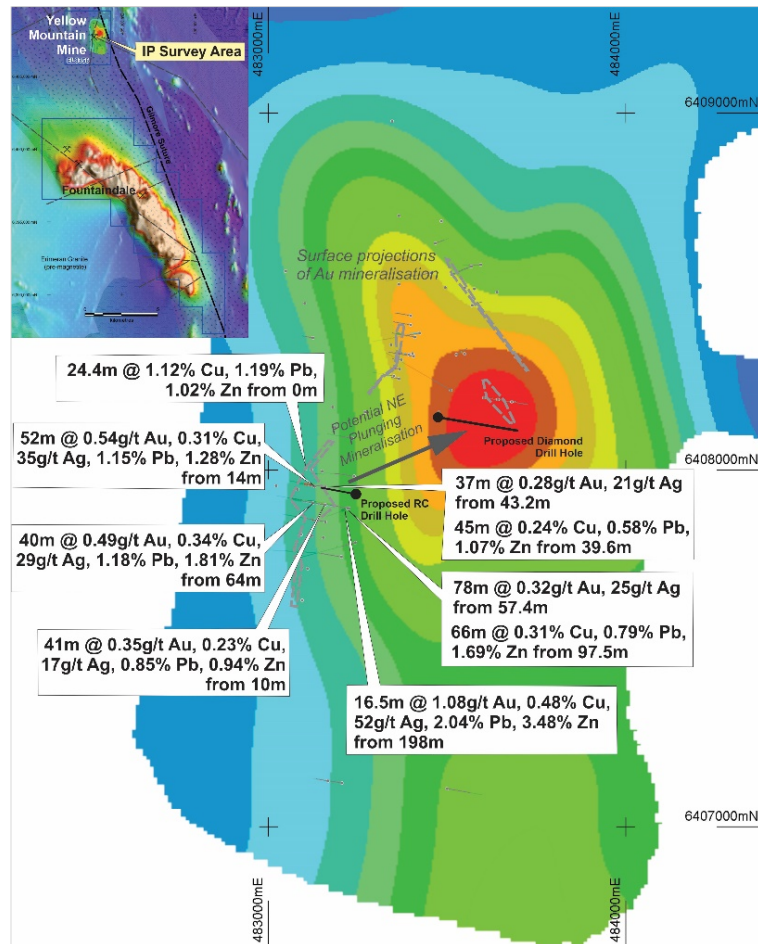 Yellow
Mountain
Mine
IP Survey Area
Gilmore Suture
Fountaindale
Erimeran Granite
483000mE
484000mE
6409000mN
Surface projections
of Au mineralisation
24.4m @ 1.12% Cu, 1.19% Pb,
1.02% Zn from 0m
Potential NE
Plunging
Mineralisation
Proposed Diamond
Drill Hole
52m @ 0.54g/t Au, 0.31% Cu,
35g/t Ag, 1.15% Pb, 1.28% Zn
from 14m
6408000mN
Proposed RC
Drill Hole
37m @ 0.28g/t Au, 21g/t Ag
from 43.2m
45m @ 0.24% Cu, 0.58% Pb,
1.07% Zn from 39.6m
40m @ 0.49g/t Au, 0.34% Cu,
29g/t Ag, 1.18% Pb, 1.81% Zn
from 64m
78m @ 0.32g/t Au, 25g/t Ag
from 57.4m
66m @ 0.31% Cu, 0.79% Pb,
1.69% Zn from 97.5m
41m @ 0.35g/t Au, 0.23% Cu,
17g/t Ag, 0.85% Pb, 0.94% Zn
from 10m
16.5m @ 1.08g/t Au, 0.48% Cu,
52g/t Ag, 2.04% Pb, 3.48% Zn
from 198m
6407000mN
483000mE
484000mE